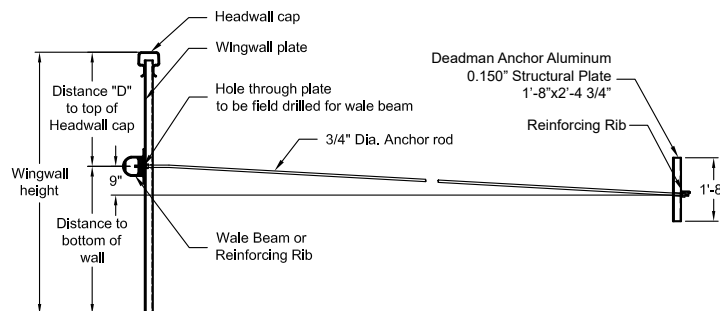 Headwall cap
Wingwall plate
Distance "D"
to top of
Headwall cap
Hole through plate
to be field drilled for wale beam
Deadman Anchor Aluminum
0.150" Structural Plate
1'-8"x2'-4 3/4"
Reinforcing Rib
3/4" Dia. Anchor rod
Wingwall
height
9"
1'-8
Distance to
bottom of
wall
Wale Beam or
Reinforcing Rib